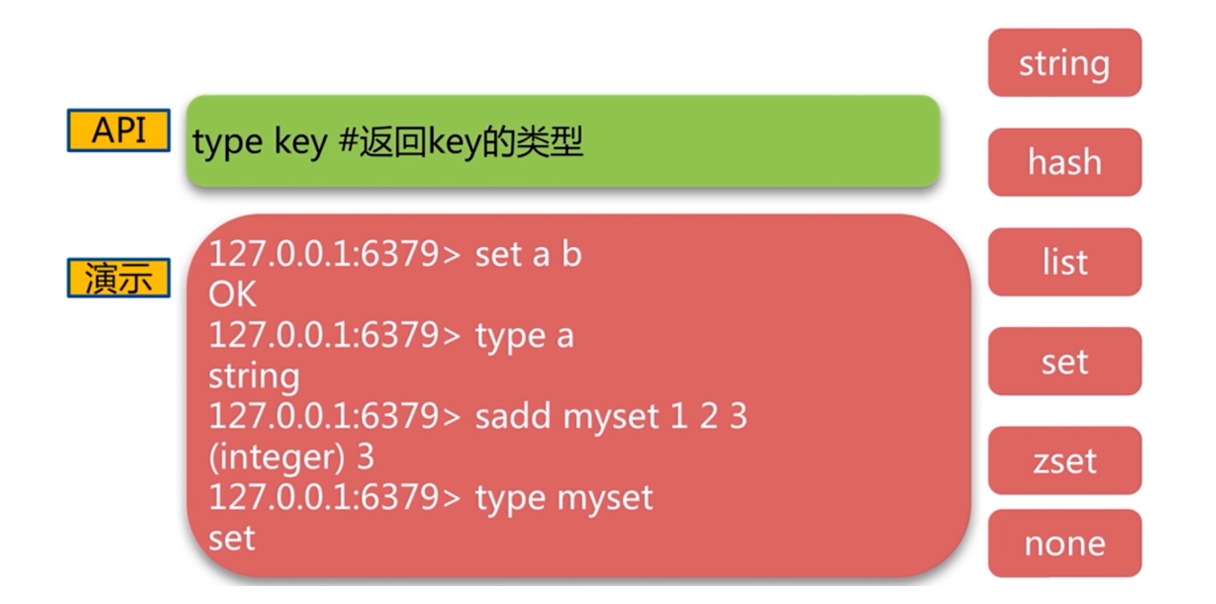 API
type key #返回key的类型
演示
127.0.0.1:6379> set a b
OK
127.0.0.1:6379> type a
string
127.0.0.1:6379> sadd myset 1 2 3
(integer) 3
127.0.0.1:6379> type myset
set
string
hash
list
set
zset
none